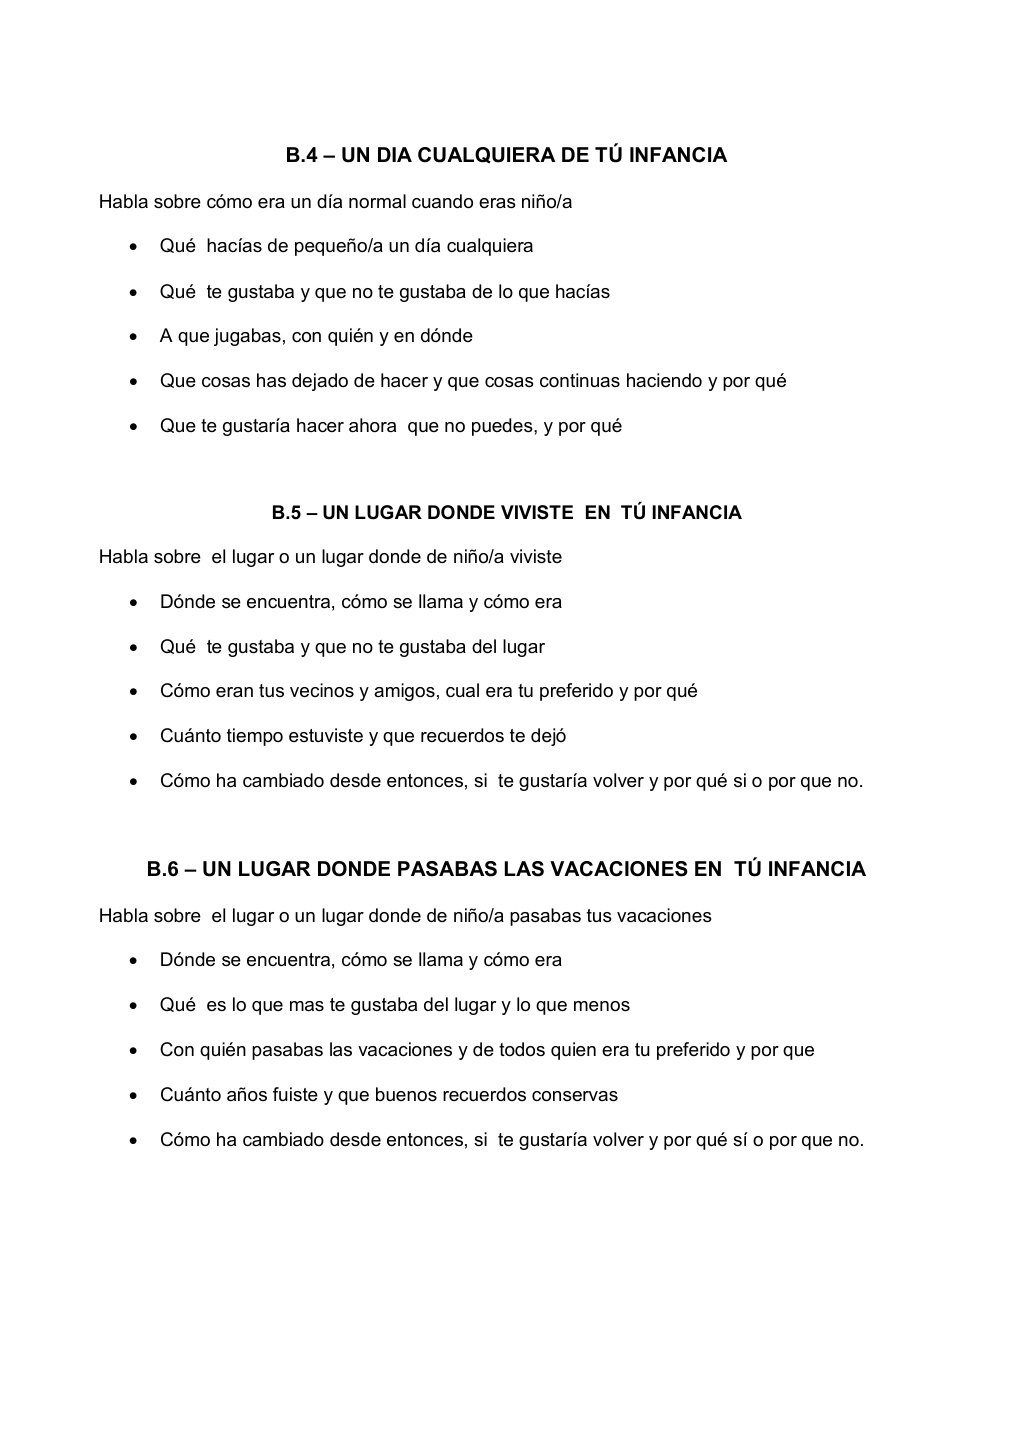 B.4 – UN DIA CUALQUIERA DE TÚ INFANCIA
Habla sobre cómo era un día normal cuando eras niño/a
• Qué  hacías de pequeño/a un día cualquiera
• Qué  te gustaba y que no te gustaba de lo que hacías
• A que jugabas, con quién y en dónde
• Que cosas has dejado de hacer y que cosas continuas haciendo y por qué
• Que te gustaría hacer ahora  que no puedes, y por qué
B.5 – UN LUGAR DONDE VIVISTE  EN  TÚ INFANCIA
Habla sobre  el lugar o un lugar donde de niño/a viviste
• Dónde se encuentra, cómo se llama y cómo era
• Qué  te gustaba y que no te gustaba del lugar
• Cómo eran tus vecinos y amigos, cual era tu preferido y por qué
• Cuánto tiempo estuviste y que recuerdos te dejó
• Cómo ha cambiado desde entonces, si  te gustaría volver y por qué si o por que no.
B.6 – UN LUGAR DONDE PASABAS LAS VACACIONES EN  TÚ INFANCIA
Habla sobre  el lugar o un lugar donde de niño/a pasabas tus vacaciones
• Dónde se encuentra, cómo se llama y cómo era
• Qué  es lo que mas te gustaba del lugar y lo que menos
• Con quién pasabas las vacaciones y de todos quien era tu preferido y por que
• Cuánto años fuiste y que buenos recuerdos conservas
• Cómo ha cambiado desde entonces, si  te gustaría volver y por qué sí o por que no.